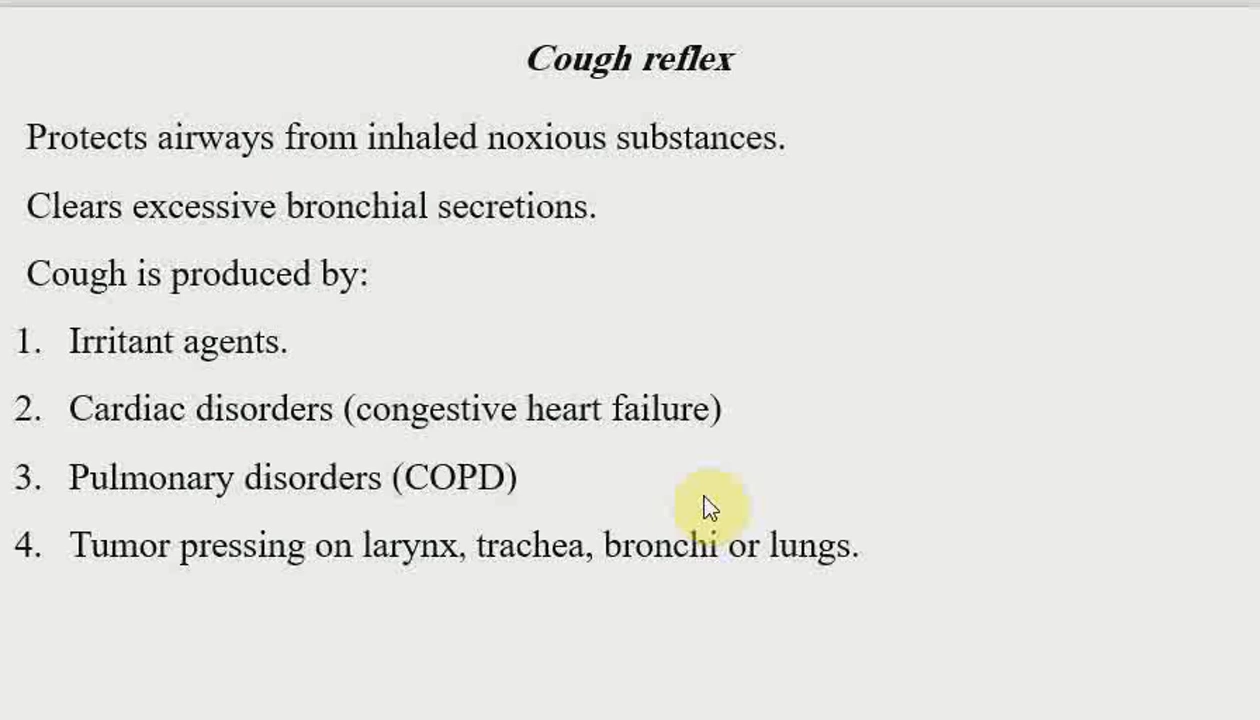 Cough reflex
Protects airways from inhaled noxious substances.
Clears excessive bronchial secretions.
Cough is produced by:
1. Irritant agents.
2. Cardiac disorders (congestive heart failure)
3. Pulmonary disorders (COPD)
4. Tumor pressing on larynx, trachea, bronchi or lungs.